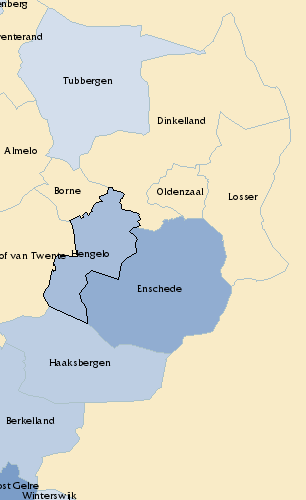 enberg
venterand
Tubbergen
Dinkelland
Almelo
Borne
Oldenzaal
Losser
of van Twente
Hengelo
Enschede
Haaksbergen
Berkelland
ost Gelre
Winterswijk